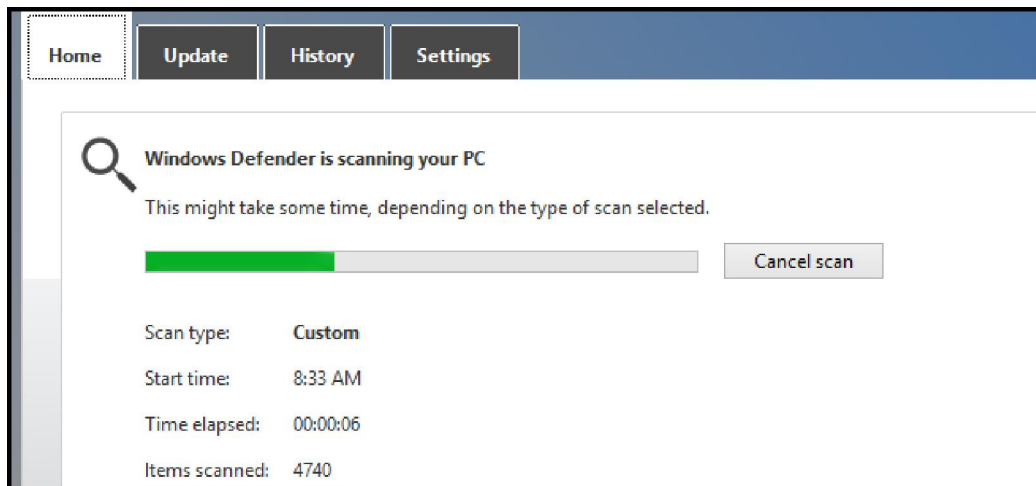 Home Update History Settings
Windows Defender is scanning your PC
This might take some time, depending on the type of scan selected.
Cancel scan
Scan type: Custom
Start time: 8:33 AM
Time elapsed: 00:00:06
Items scanned: 4740